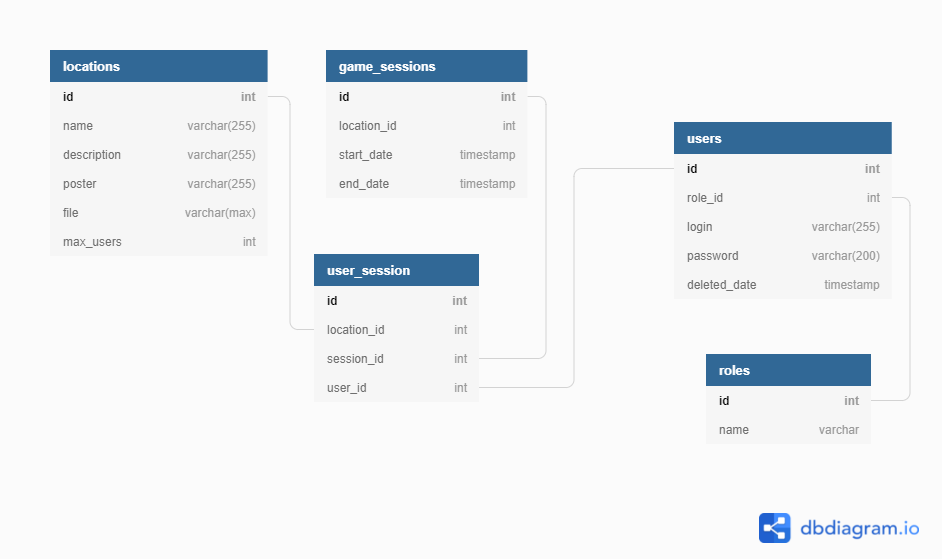 locations
id int
name varchar(255)
description varchar(255)
poster varchar(255)
file varchar(max)
max_users int
game_sessions
id int
location_id int
start_date timestamp
end_date timestamp
user_session
id int
location_id int
session_id int
user_id int
users
id int
role_id int
login varchar(255)
password varchar(200)
deleted_date timestamp
roles
id int
name varchar
dbdiagram.io